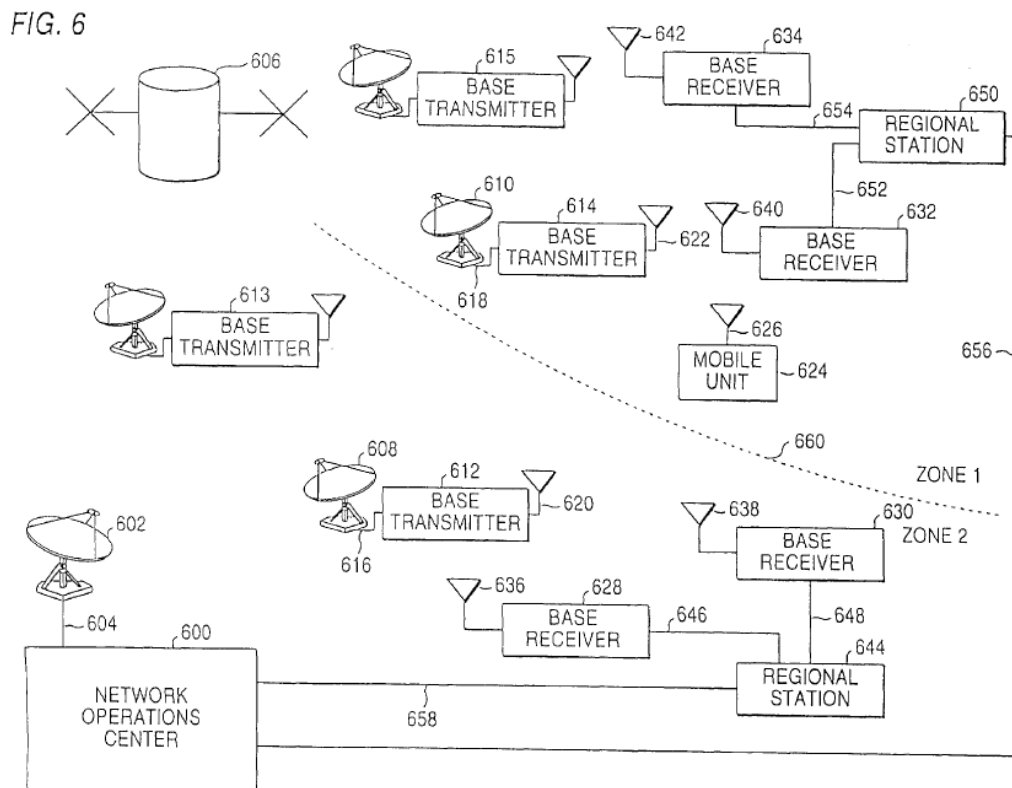 FIG. 6
606
615
BASE
TRANSMITTER
642
634
BASE
RECEIVER
654
650
REGIONAL
STATION
652
610
614
BASE
TRANSMITTER
618
622
640
632
BASE
RECEIVER
613
BASE
TRANSMITTER
626
MOBILE
UNIT
624
656
660
ZONE 1
ZONE 2
608
612
BASE
TRANSMITTER
616
620
638
630
BASE
RECEIVER
602
604
600
NETWORK
OPERATIONS
CENTER
636
628
BASE
RECEIVER
646
648
644
REGIONAL
STATION
658